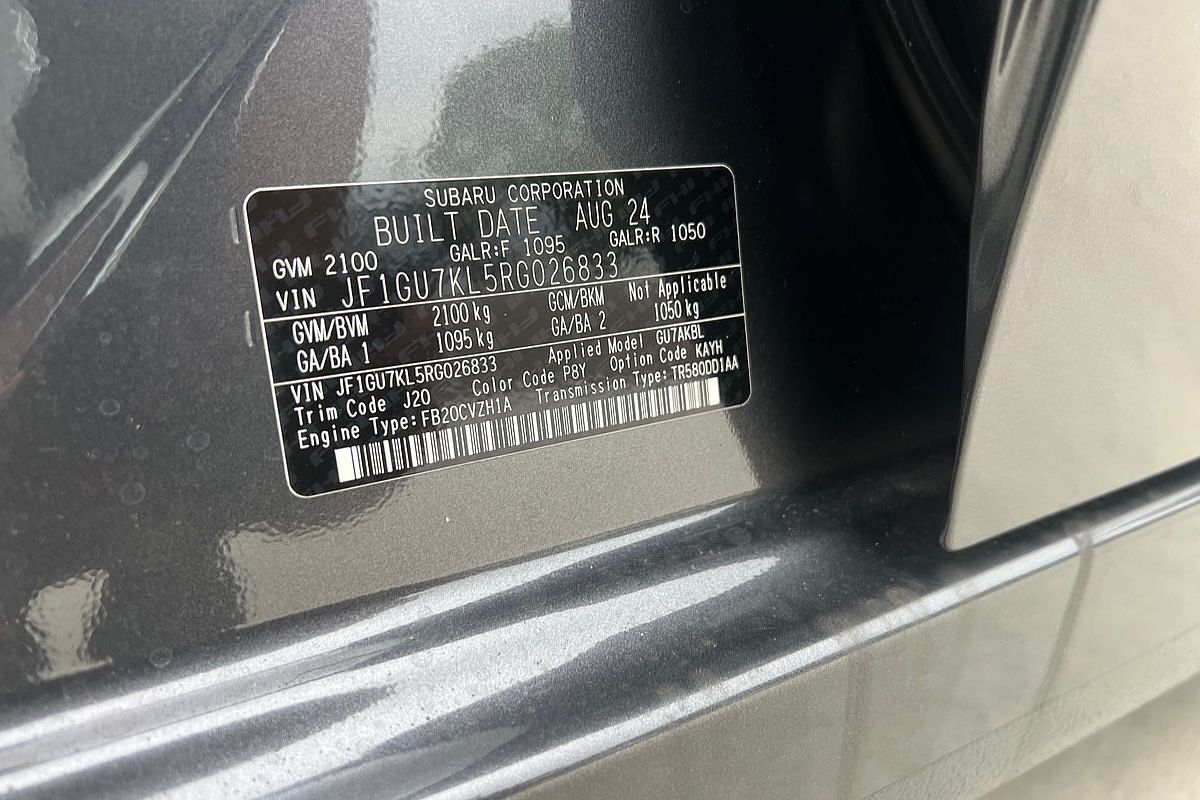 SUBARU CORPORATION
BUILT DATE AUG 24
GVM 2100 GALR:F 1095 GALR:R 1050
VIN JF1GU7KL5RG026833
GVM/BVM 2100 kg GCM/BKM Not Applicable
GA/BA 1 1095 kg GA/BA 2 1050 kg
VIN JF1GU7KL5RG026833 Applied Model GU7AKBL
Trim Code J20 Color Code P8Y Option Code KAYH
Engine Type: FB20CVZH1A Transmission Type: TR580DD1AA